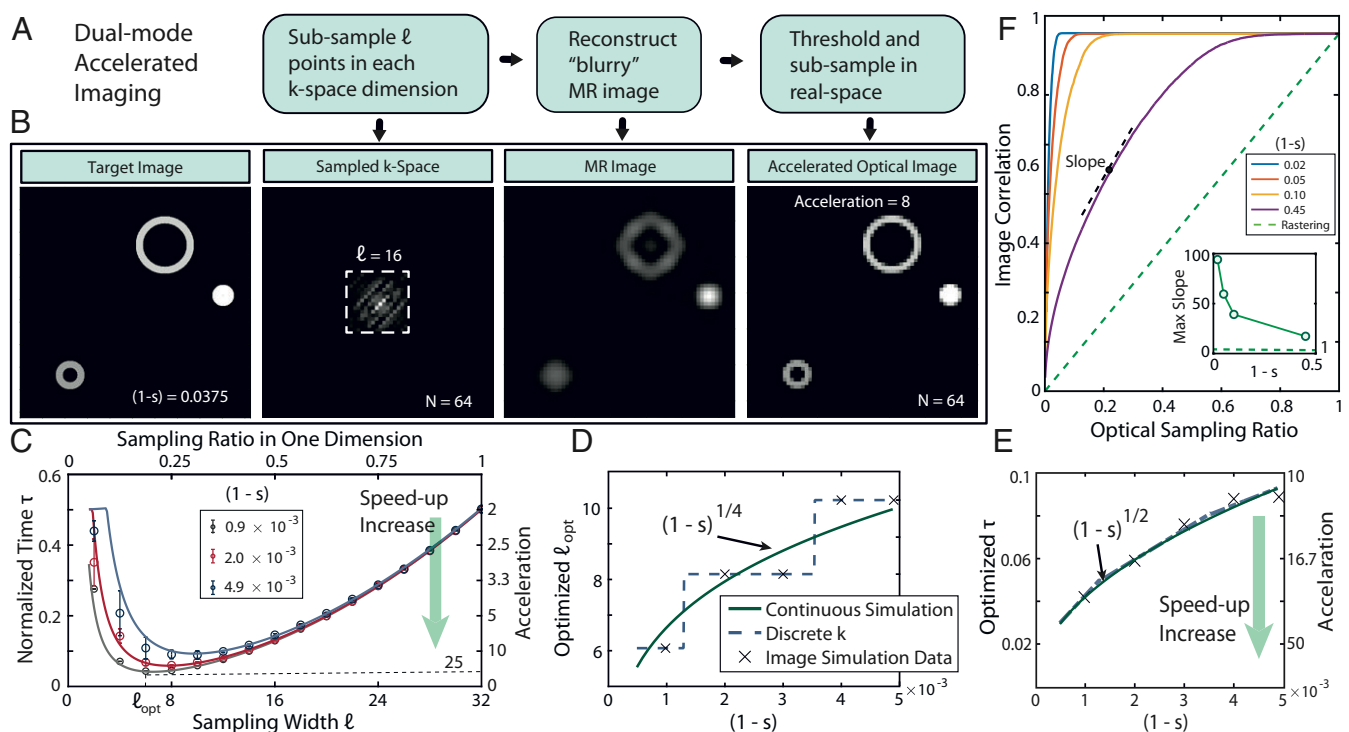 A
Dual-mode
Accelerated
Imaging
Sub-sample ℓ
points in each
k-space dimension
Reconstruct
“blurry”
MR image
Threshold and
sub-sample in
real-space
B
Target Image
Sampled k-Space
MR Image
Accelerated Optical Image
(1-s) = 0.0375
ℓ = 16
N = 64
Acceleration = 8
N = 64
C
Sampling Ratio in One Dimension
0 0.25 0.5 0.75 1
Normalized Time τ
0.6
0.4
0.2
0
(1 - s)
0.9 × 10⁻³
2.0 × 10⁻³
4.9 × 10⁻³
Speed-up
Increase
2
2.5
3.3
5
10
0
Acceleration
25
0 ℓopt 8 16 24 32
Sampling Width ℓ
D
Optimized ℓopt
10
8
6
(1 - s)^1/4
Continuous Simulation
Discrete k
Image Simulation Data
0 1 2 3 4 5
× 10⁻³
(1 - s)
E
Optimized τ
0.1
0.06
0.06
0.02
(1 - s)^1/2
Speed-up
Increase
10
16.7
50
Accelaration
0 1 2 3 4 5
× 10⁻³
(1 - s)
F
Image Correlation
1
0.8
0.6
0.4
0.2
0
Slope
(1-s)
0.02
0.05
0.10
0.45
Rastering
Max Slope
100
50
0
1
0 0.5
1 - s
0 0.2 0.4 0.6 0.8 1
Optical Sampling Ratio